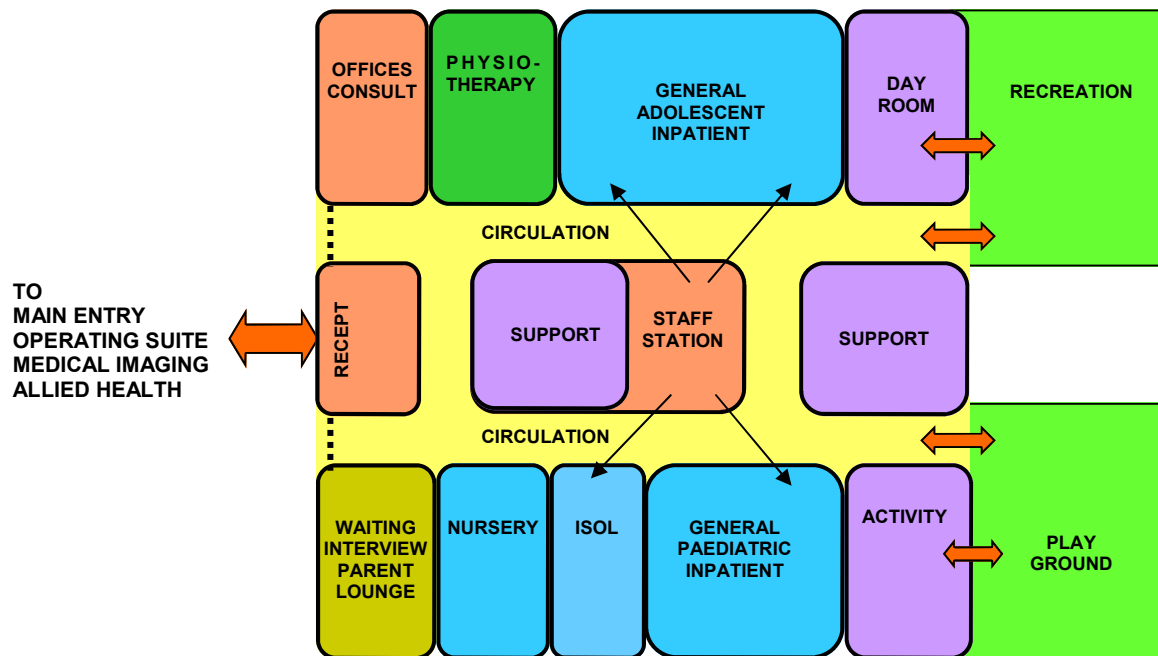 OFFICES
CONSULT
PHYSIO-
THERAPY
GENERAL
ADOLESCENT
INPATIENT
DAY
ROOM
RECREATION
CIRCULATION
TO
MAIN ENTRY
OPERATING SUITE
MEDICAL IMAGING
ALLIED HEALTH
RECEPT
SUPPORT
STAFF
STATION
SUPPORT
CIRCULATION
WAITING
INTERVIEW
PARENT
LOUNGE
NURSERY
ISOL
GENERAL
PAEDIATRIC
INPATIENT
ACTIVITY
PLAY
GROUND